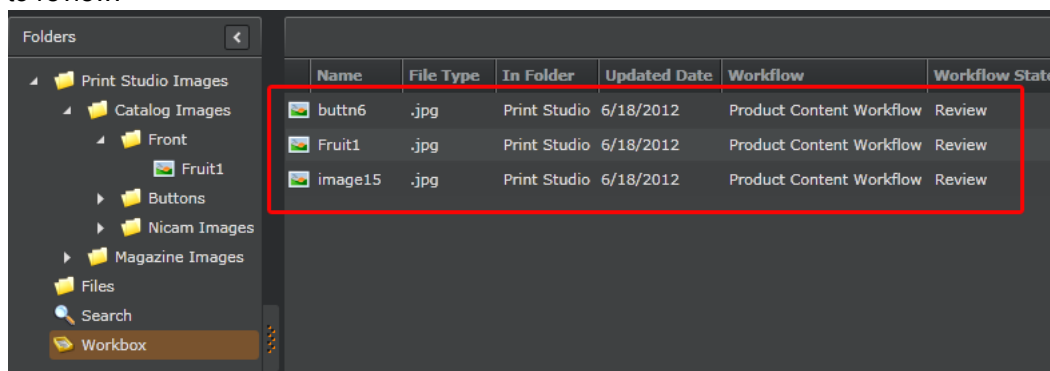 Folders
Print Studio Images
Catalog Images
Front
Fruit1
Buttons
Nicam Images
Magazine Images
Files
Search
Workbox
Name File Type In Folder Updated Date Workflow Workflow State
buttn6 .jpg Print Studio 6/18/2012 Product Content Workflow Review
Fruit1 .jpg Print Studio 6/18/2012 Product Content Workflow Review
image15 .jpg Print Studio 6/18/2012 Product Content Workflow Review